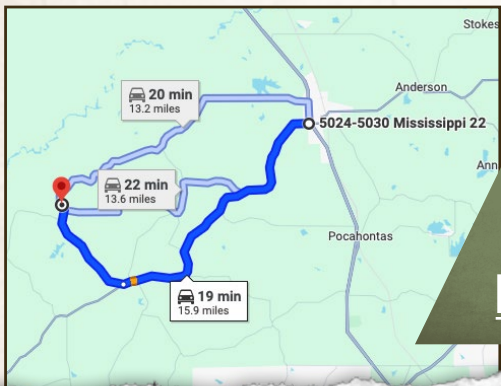 Stokes
Anderson
20 min
13.2 miles
5024-5030 Mississippi 22
Ann
22 min
13.6 miles
Pocahontas
19 min
15.9 miles